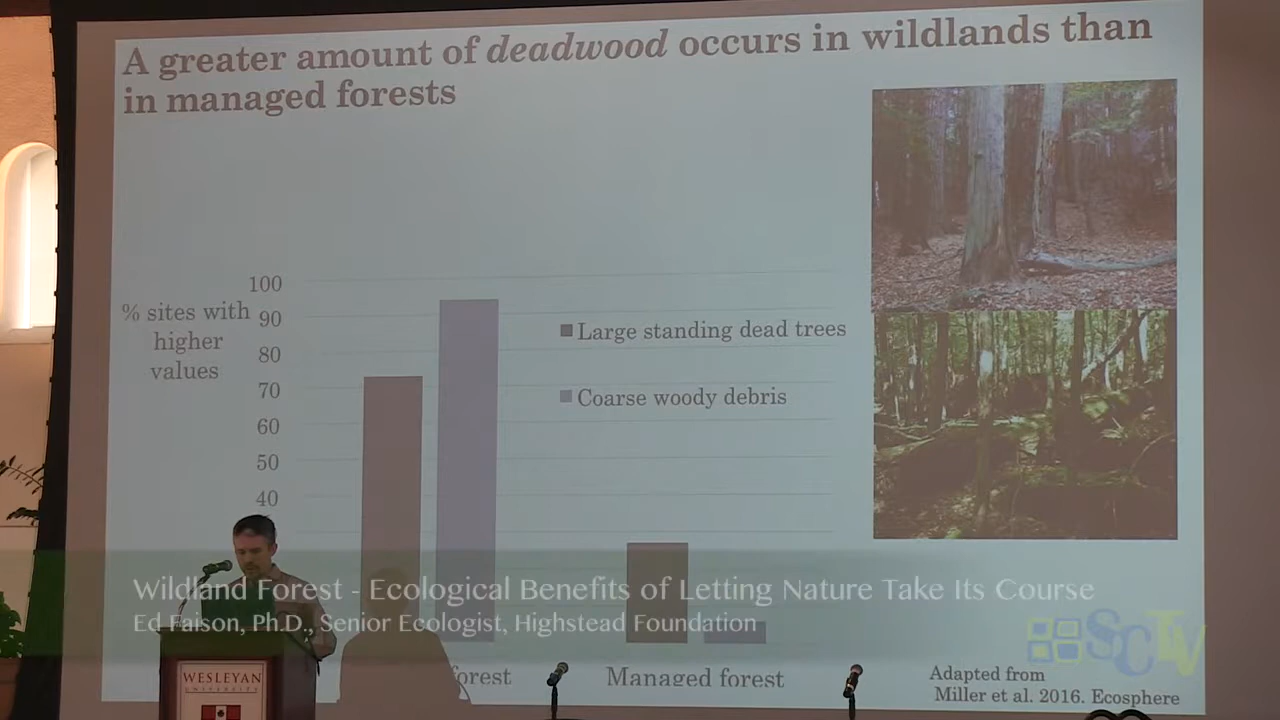 A greater amount of deadwood occurs in wildlands than
in managed forests
% sites with
higher
values
100
90
80
70
60
50
40
Large standing dead trees
Coarse woody debris
Wildland Forest - Ecological Benefits of Letting Nature Take Its Course
Ed Faison, Ph.D., Senior Ecologist, Highstead Foundation
SCTV
WESLEYAN
UNIVERSITY
forest
Managed forest
Adapted from
Miller et al. 2016. Ecosphere